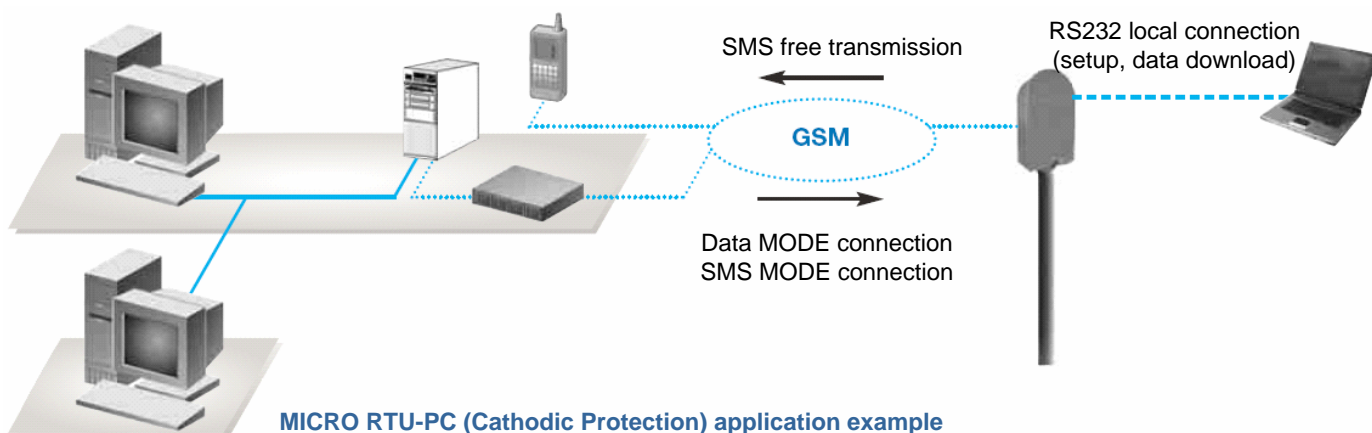 SMS free transmission
RS232 local connection
(setup, data download)
GSM
Data MODE connection
SMS MODE connection
MICRO RTU-PC (Cathodic Protection) application example